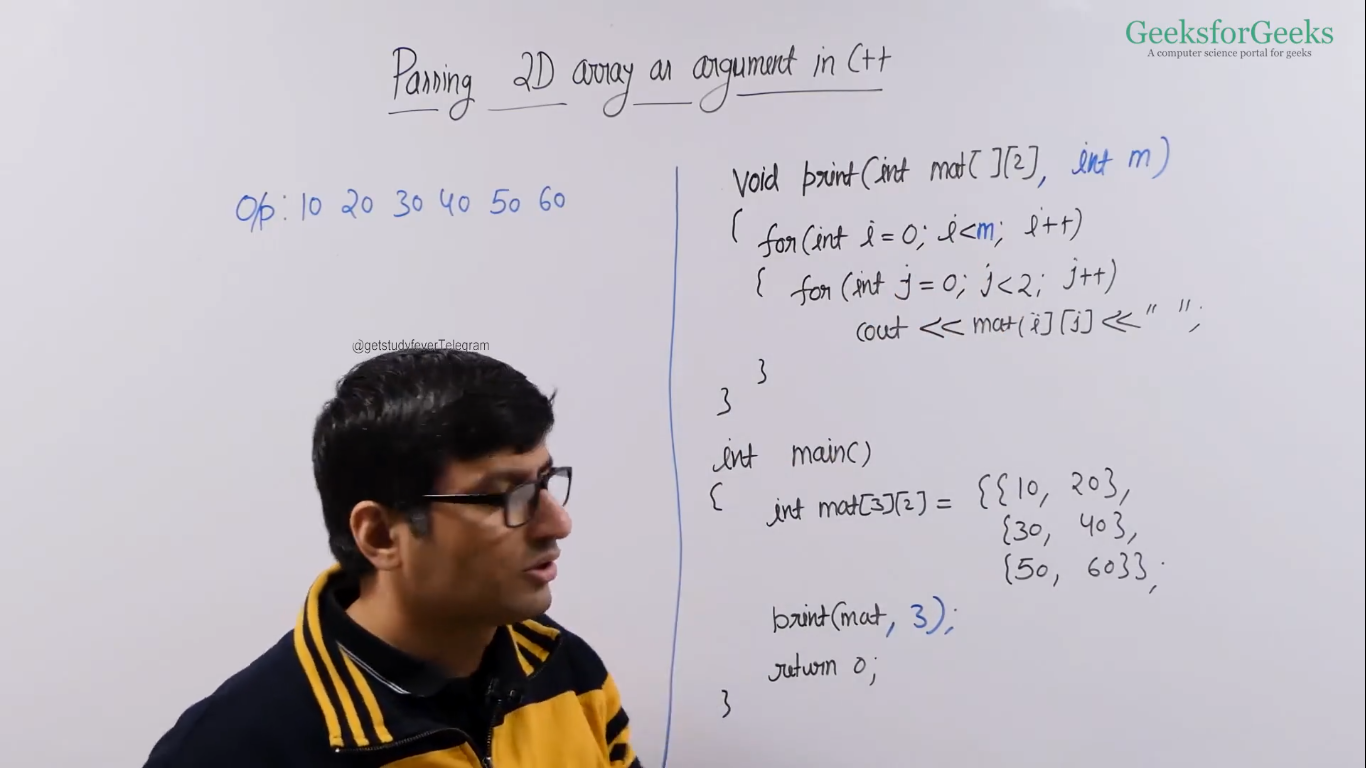 GeeksforGeeks
A computer science portal for geeks
Passing 2D array as argument in C++
O/p: 10 20 30 40 50 60
void print(int mat[ ][2], int m)
{ for(int i=0; i<m; i++)
{ for(int j=0; j<2; j++)
cout << mat[i][j] << " ";
}
}
int main()
{ int mat[3][2] = {{10, 20},
{30, 40},
{50, 60}};
print(mat, 3);
return 0;
}
@getstudyfeverTelegram